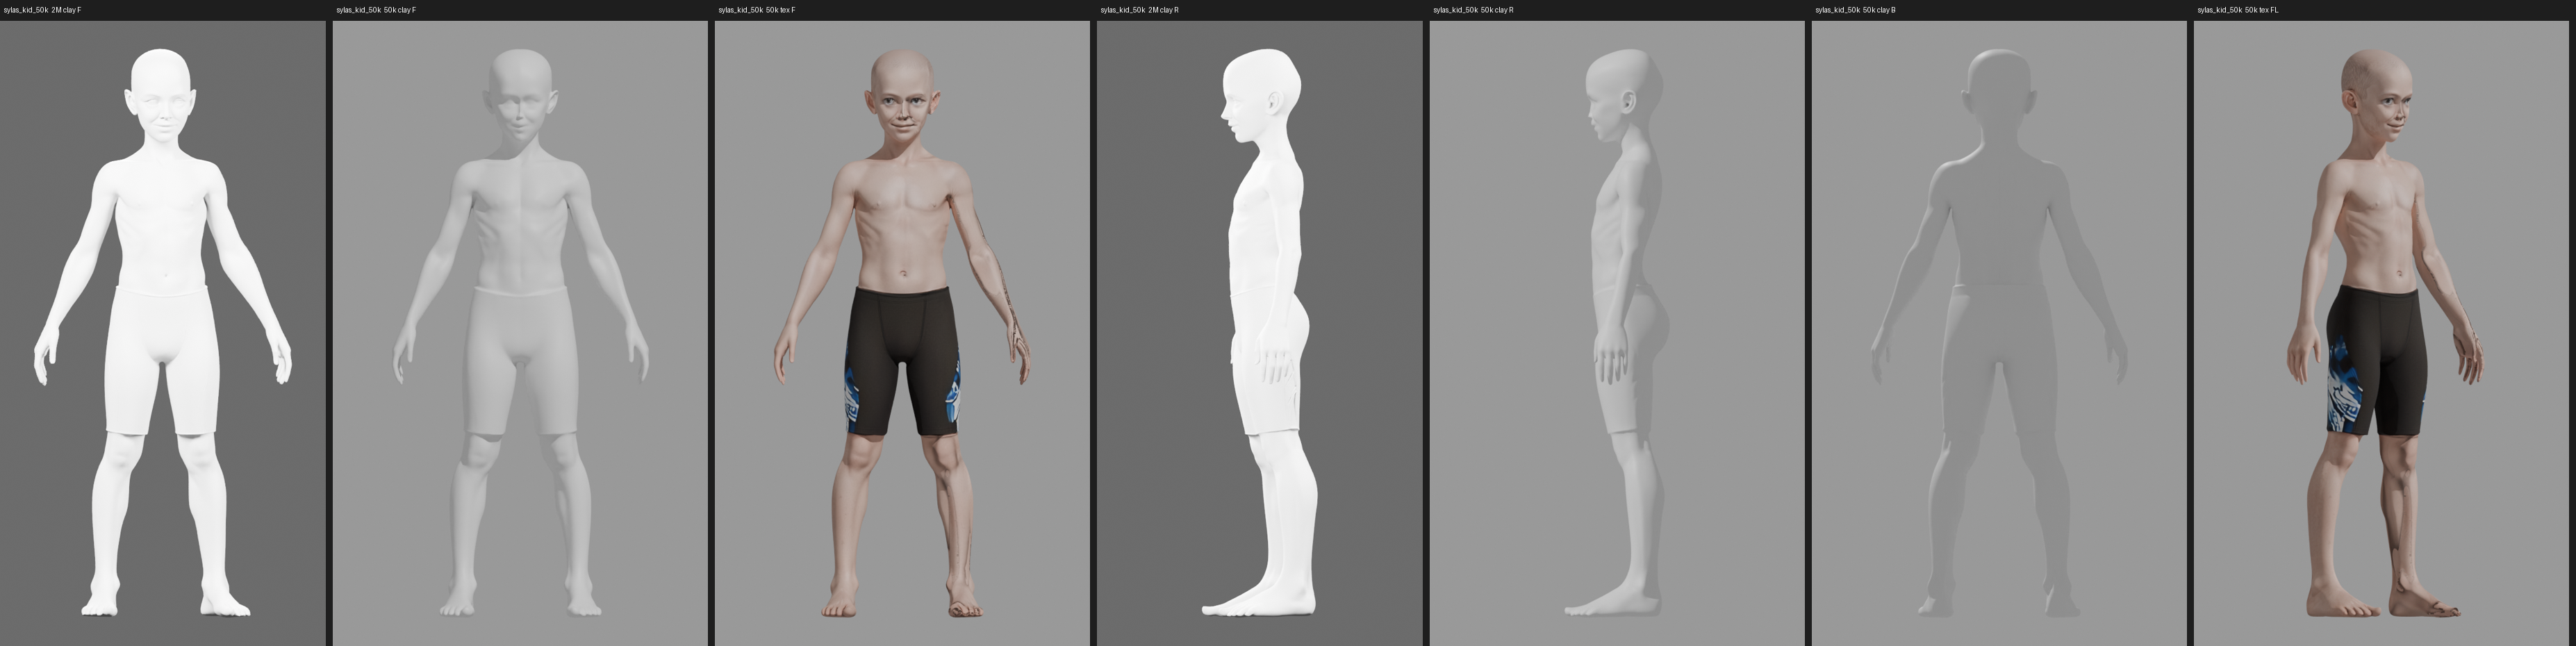 sylas_kid_50k 2M clay F
sylas_kid_50k 50k clay F
sylas_kid_50k 50k tex F
sylas_kid_50k 2M clay R
sylas_kid_50k 50k clay R
sylas_kid_50k 50k clay B
sylas_kid_50k 50k tex FL